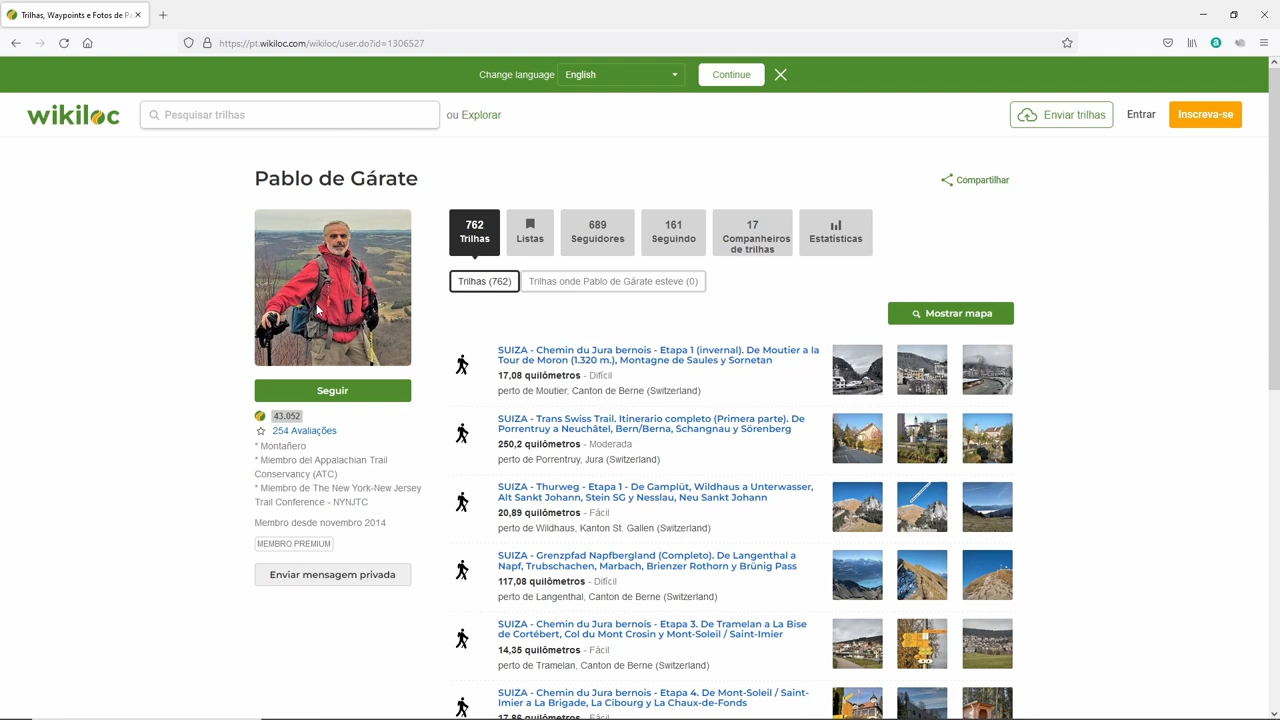 Trilhas, Waypoints e Fotos de Pa
https://pt.wikiloc.com/wikiloc/user.do?id=1306527
Change language English Continue
wikiloc
Pesquisar trilhas
ou Explorar
Enviar trilhas
Entrar
Inscreva-se
Pablo de Gárate
Compartilhar
762
Trilhas
Listas
689
Seguidores
161
Seguindo
17
Companheiros
de trilhas
Estatísticas
Trilhas (762)
Trilhas onde Pablo de Gárate esteve (0)
Mostrar mapa
Seguir
43.052
254 Avaliações
* Montañero
* Miembro del Appalachian Trail
Conservancy (ATC)
* Miembro de The New York-New Jersey
Trail Conference - NYNJTC
Membro desde novembro 2014
MEMBRO PREMIUM
Enviar mensagem privada
SUIZA - Chemin du Jura bernois - Etapa 1 (invernal). De Moutier a la
Tour de Moron (1.320 m.), Montagne de Saules y Sornetan
17,08 quilômetros - Difícil
perto de Moutier, Canton de Berne (Switzerland)
SUIZA - Trans Swiss Trail. Itinerario completo (Primera parte). De
Porrentruy a Neuchâtel, Bern/Berna, Schangnau y Sörenberg
250,2 quilômetros - Moderada
perto de Porrentruy, Jura (Switzerland)
SUIZA - Thurweg - Etapa 1 - De Gamplüt, Wildhaus a Unterwasser,
Alt Sankt Johann, Stein SG y Nesslau, Neu Sankt Johann
20,89 quilômetros - Fácil
perto de Wildhaus, Kanton St. Gallen (Switzerland)
SUIZA - Grenzpfad Napfbergland (Completo). De Langenthal a
Napf, Trubschachen, Marbach, Brienzer Rothorn y Brünig Pass
117,08 quilômetros - Difícil
perto de Langenthal, Canton de Berne (Switzerland)
SUIZA - Chemin du Jura bernois - Etapa 3. De Tramelan a La Bise
de Cortébert, Col du Mont Crosin y Mont-Soleil / Saint-Imier
14,35 quilômetros - Fácil
perto de Tramelan, Canton de Berne (Switzerland)
SUIZA - Chemin du Jura bernois - Etapa 4. De Mont-Soleil / Saint-
Imier a La Brigade, La Cibourg y La Chaux-de-Fonds
17,86 quilômetros - Fácil